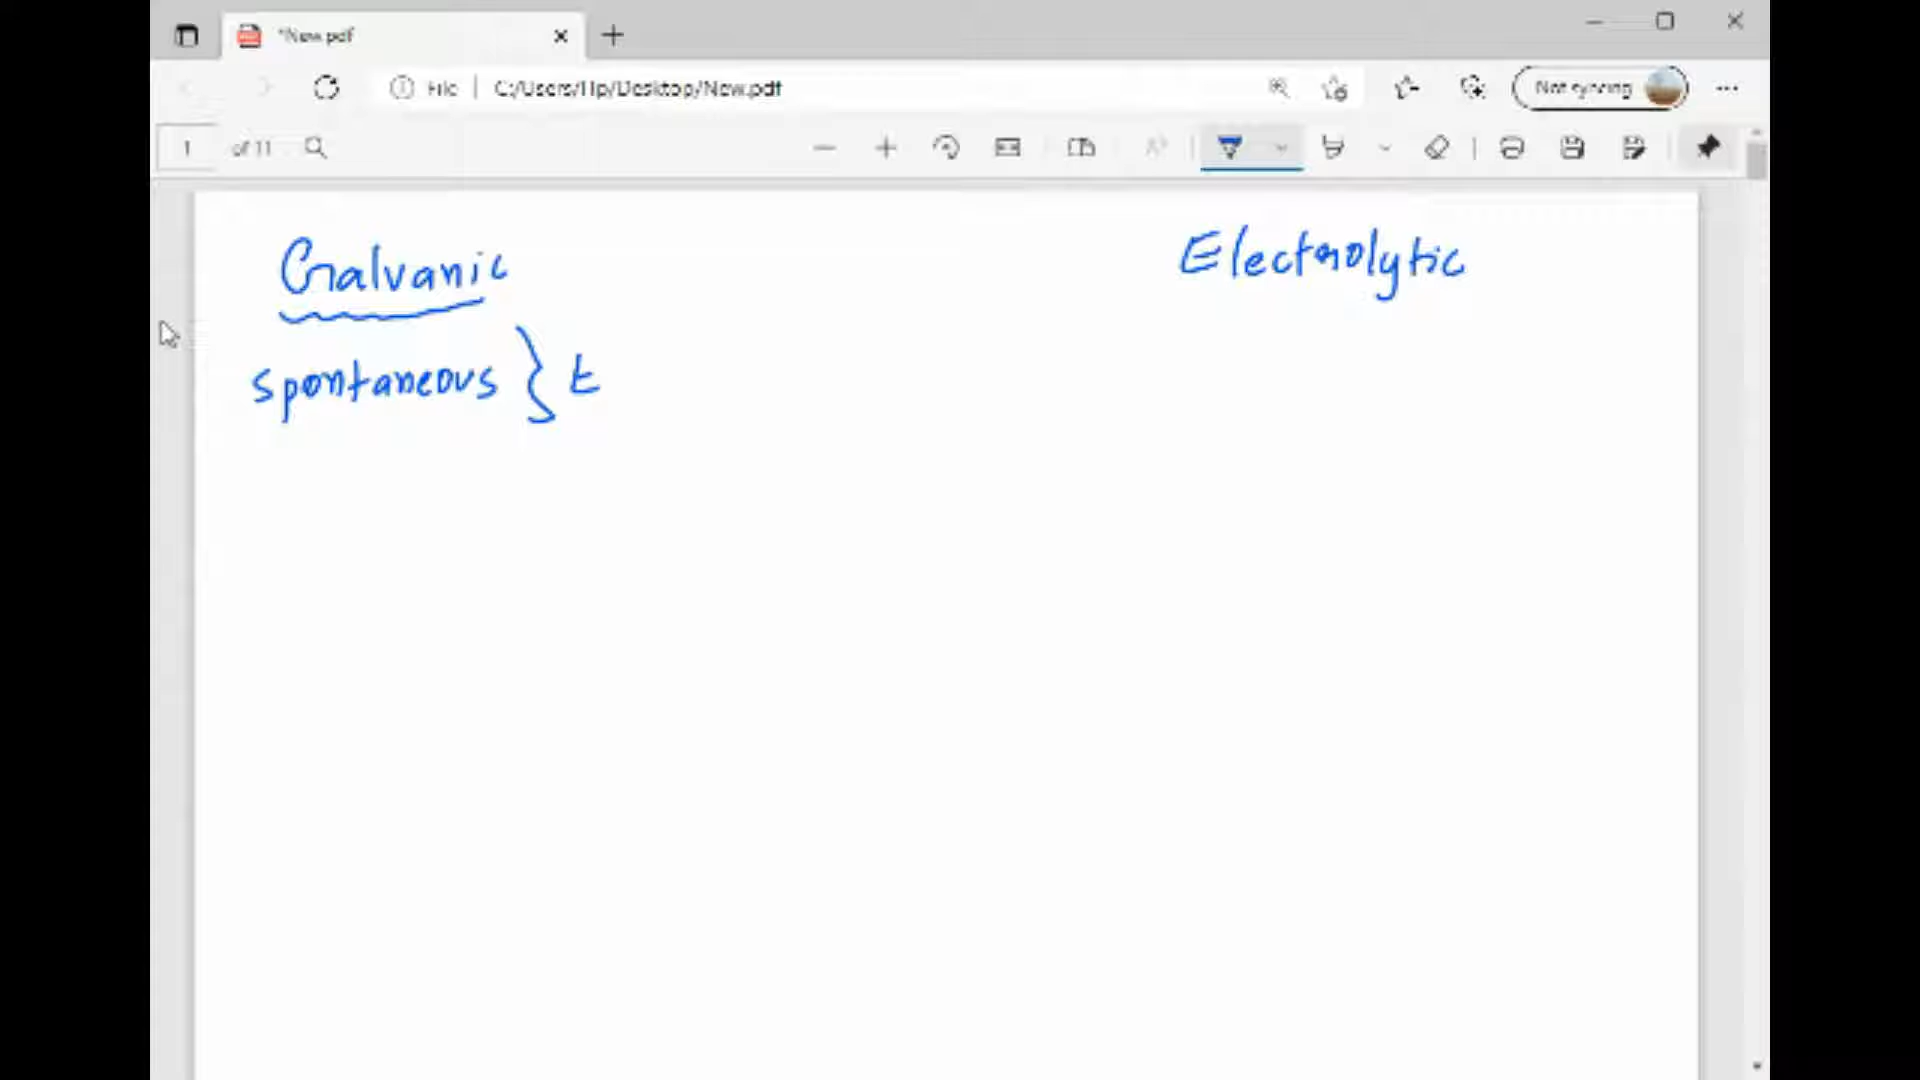 *New.pdf
File C:/Users/Hp/Desktop/New.pdf Not syncing
1 of 11
Galvanic Electrolytic
spontaneous } t